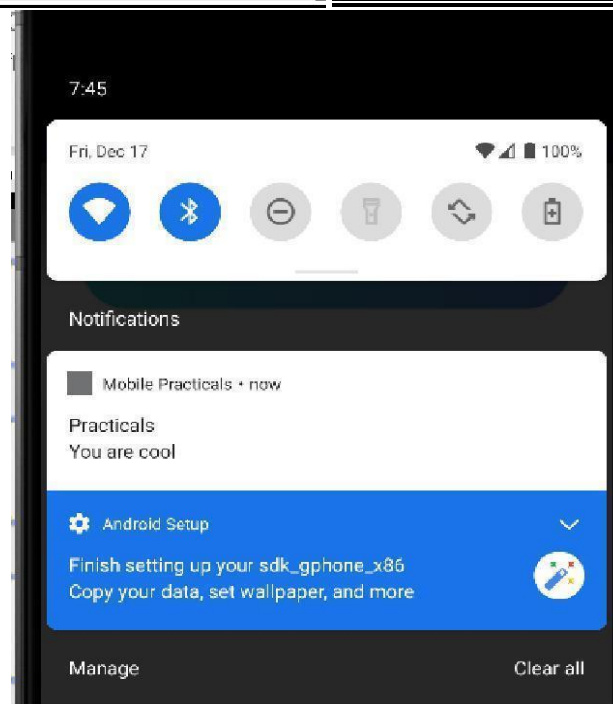 7:45
Fri, Dec 17
100%
Notifications
Mobile Practicals • now
Practicals
You are cool
Android Setup
Finish setting up your sdk_gphone_x86
Copy your data, set wallpaper, and more
Manage
Clear all